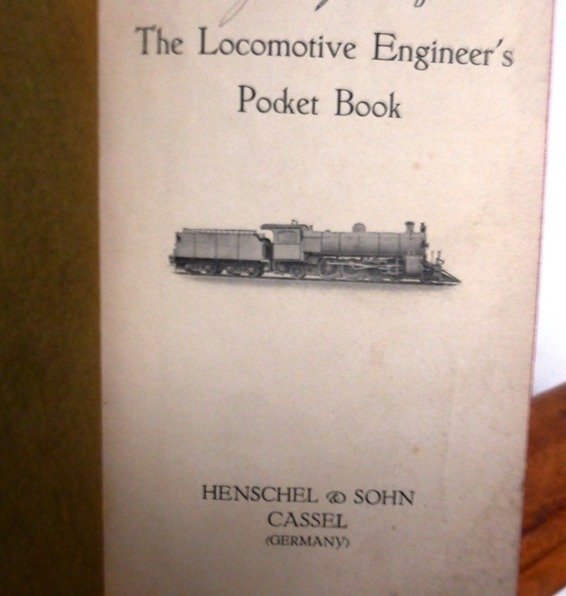 The Locomotive Engineer's
Pocket Book
HENSCHEL & SOHN
CASSEL
(GERMANY)